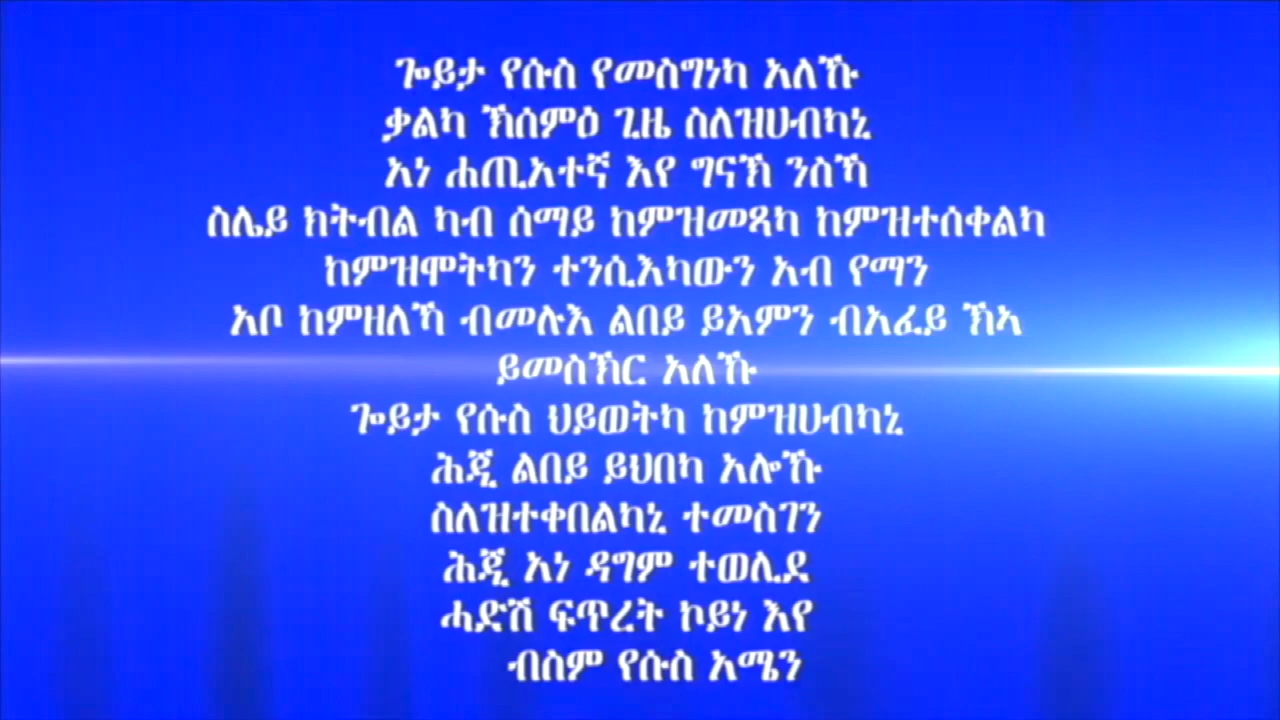 ጐይታ የሱስ የመስግነካ አለኹ
ቃልካ ኽሰምዕ ጊዜ ስለዝሀብካኒ
አነ ሐጢአተኛ እየ ግናኽ ንስኻ
ስሌይ ክትብል ካብ ሰማይ ከምዝመጻካ ከምዝተሰቀልካ
ከምዝሞትካን ተንሲእካውን አብ የማን
አቦ ከምዘለኻ ብመሉእ ልበይ ይአምን ብአፈይ ኽኣ
ይመስኽር አለኹ
ጐይታ የሱስ ህይወትካ ከምዝሀብካኒ
ሕጂ ልበይ ይህበካ አሎኹ
ስለዝተቀበልካኒ ተመስገን
ሕጂ አነ ዳግም ተወሊደ
ሓድሽ ፍጥረት ኮይነ እየ
ብስም የሱስ አሜን